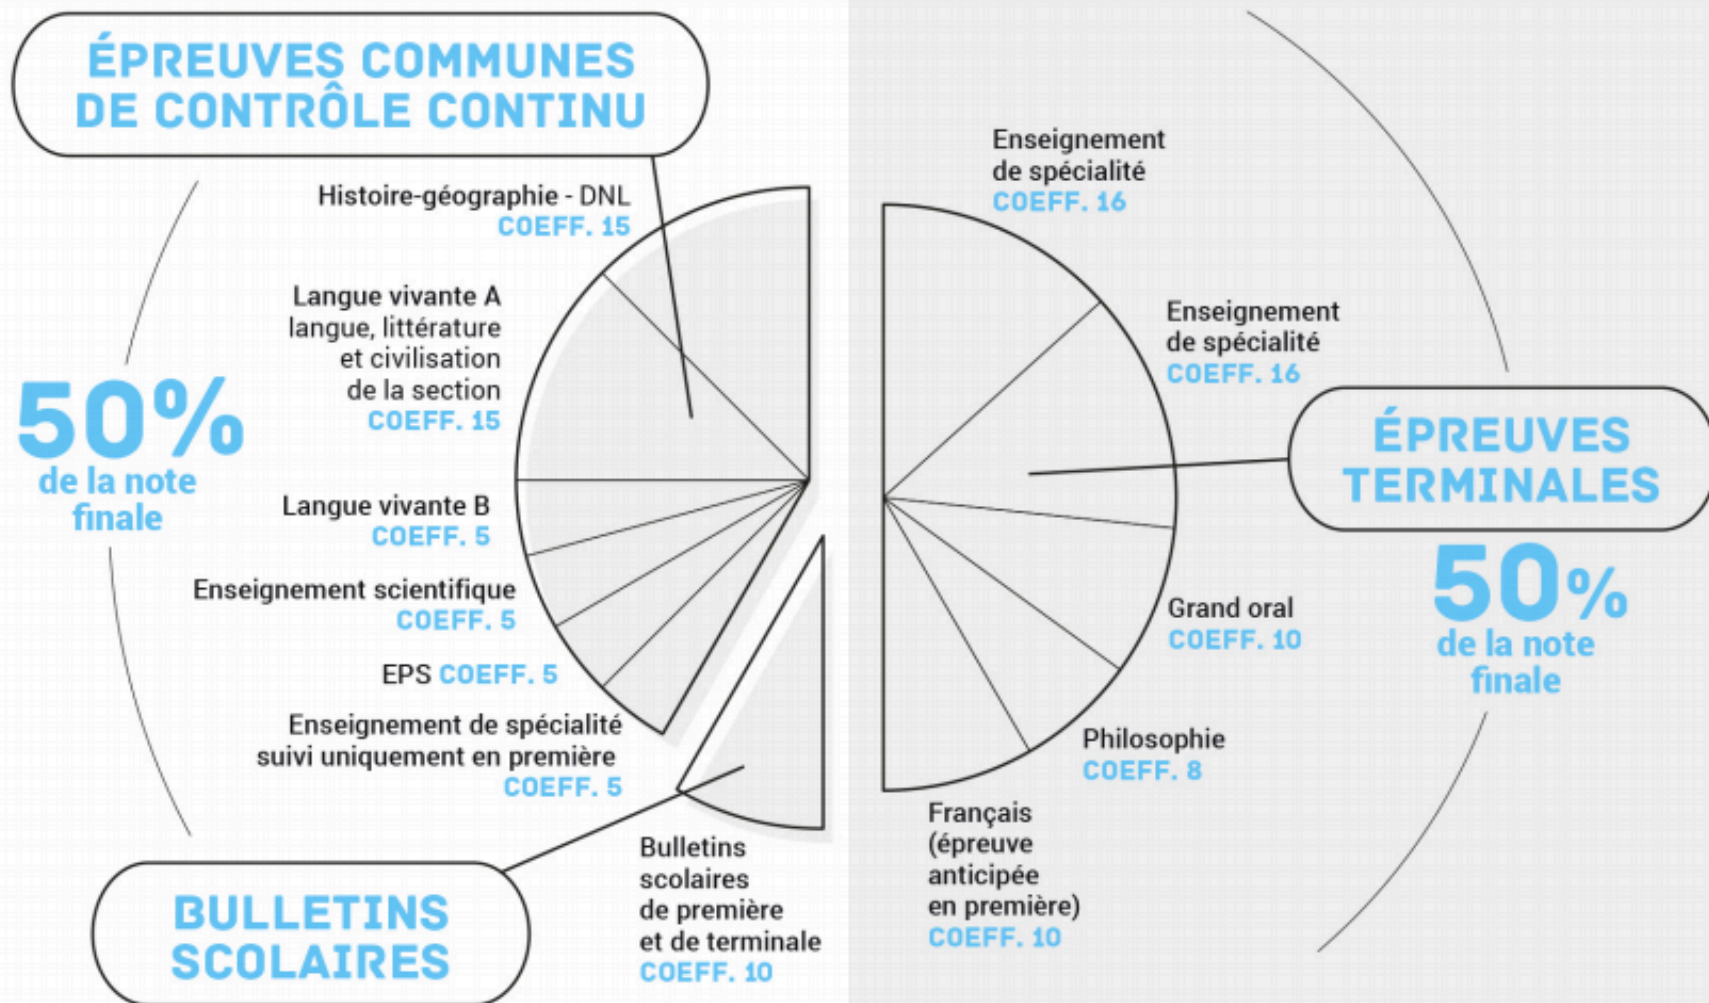 ÉPREUVES COMMUNES
DE CONTRÔLE CONTINU
Histoire-géographie - DNL
COEFF. 15
Langue vivante A
langue, littérature
et civilisation
de la section
COEFF. 15
50%
de la note
finale
Langue vivante B
COEFF. 5
Enseignement scientifique
COEFF. 5
EPS COEFF. 5
Enseignement de spécialité
suivi uniquement en première
COEFF. 5
BULLETINS
SCOLAIRES
Bulletins
scolaires
de première
et de terminale
COEFF. 10
Enseignement
de spécialité
COEFF. 16
Enseignement
de spécialité
COEFF. 16
ÉPREUVES
TERMINALES
50%
de la note
finale
Grand oral
COEFF. 10
Philosophie
COEFF. 8
Français
(épreuve
anticipée
en première)
COEFF. 10